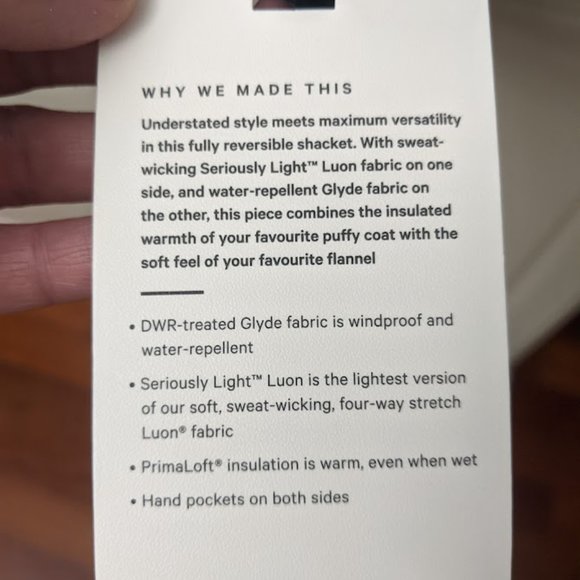 WHY WE MADE THIS
Understated style meets maximum versatility
in this fully reversible shacket. With sweat-
wicking Seriously Light™ Luon fabric on one
side, and water-repellent Glyde fabric on
the other, this piece combines the insulated
warmth of your favourite puffy coat with the
soft feel of your favourite flannel
• DWR-treated Glyde fabric is windproof and
water-repellent
• Seriously Light™ Luon is the lightest version
of our soft, sweat-wicking, four-way stretch
Luon® fabric
• PrimaLoft® insulation is warm, even when wet
• Hand pockets on both sides